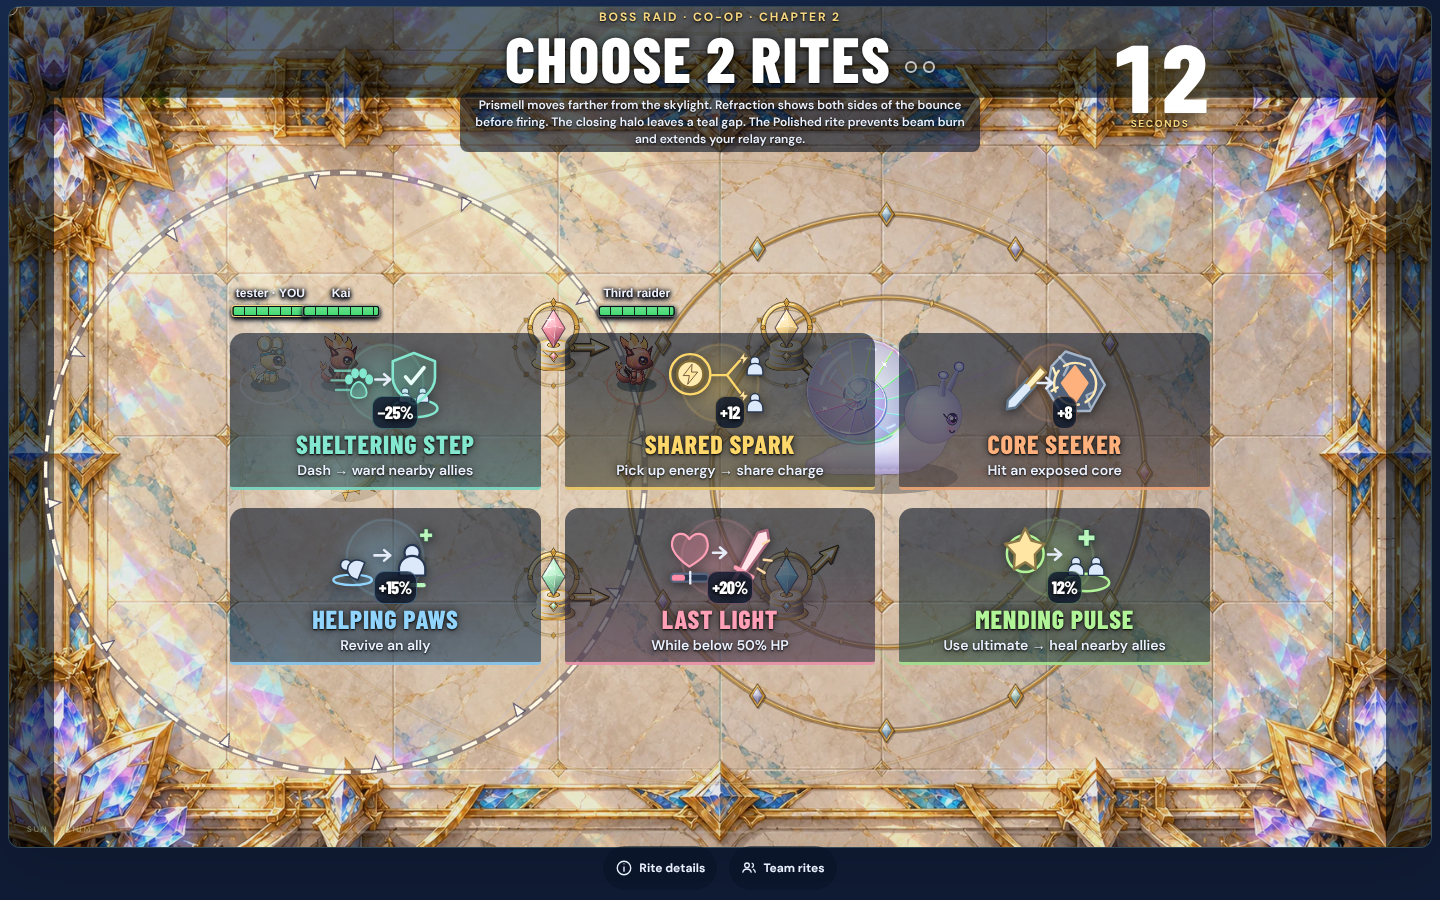 BOSS RAID · CO-OP · CHAPTER 2
CHOOSE 2 RITES
Prismell moves farther from the skylight. Refraction shows both sides of the bounce
before firing. The closing halo leaves a teal gap. The Polished rite prevents beam burn
and extends your relay range.
12
SECONDS
tester · YOU
Kai
Third raider
-25%
SHELTERING STEP
Dash → ward nearby allies
+12
SHARED SPARK
Pick up energy → share charge
+8
CORE SEEKER
Hit an exposed core
+15%
HELPING PAWS
Revive an ally
+20%
LAST LIGHT
While below 50% HP
12%
MENDING PULSE
Use ultimate → heal nearby allies
Rite details
Team rites